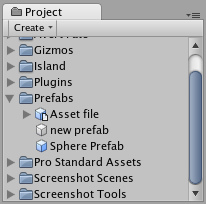 Project
Create
Gizmos
Island
Plugins
Prefabs
Asset file
new prefab
Sphere Prefab
Pro Standard Assets
Screenshot Scenes
Screenshot Tools